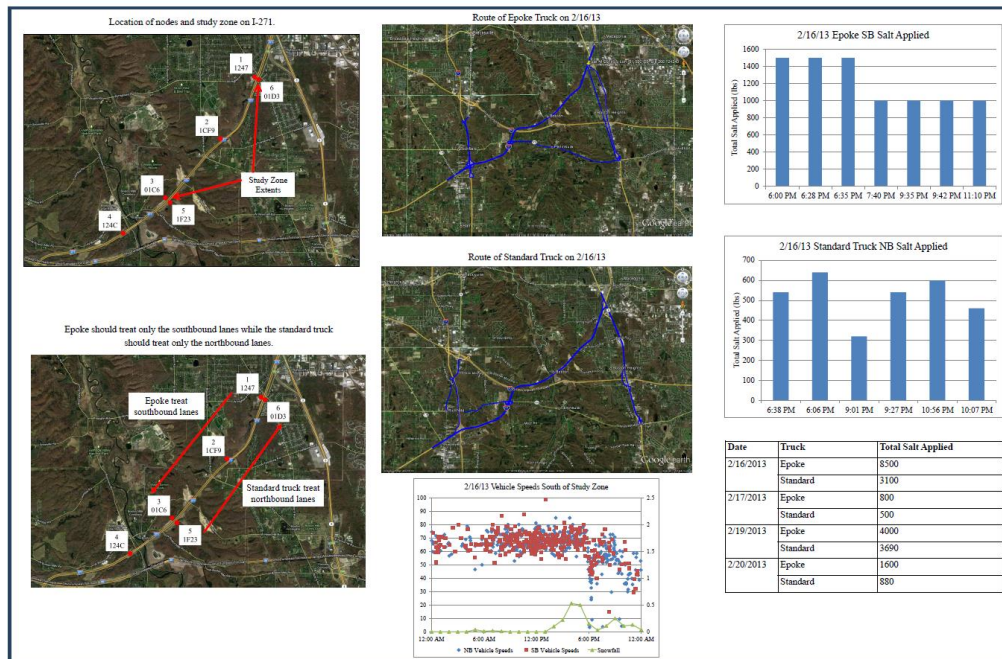 Location of nodes and study zone on I-271.
1
1247
6
01D3
2
1CF9
3
01C6
5
1F23
4
124C
Study Zone
Extents
Epoke should treat only the southbound lanes while the standard truck
should treat only the northbound lanes.
Epoke treat
southbound lanes
1
1247
6
01D3
2
1CF9
Standard truck treat
northbound lanes
3
01C6
5
1F23
4
124C
Route of Epoke Truck on 2/16/13
Google earth
Route of Standard Truck on 2/16/13
Google earth
2/16/13 Vehicle Speeds South of Study Zone
100
90
80
70
60
50
40
30
20
10
0
2.5
2
1.5
1
0.5
0
12:00 AM 6:00 AM 12:00 PM 6:00 PM 12:00 AM
NB Vehicle Speeds SB Vehicle Speeds Snowfall
2/16/13 Epoke SB Salt Applied
Total Salt Applied (lbs)
1600
1400
1200
1000
800
600
400
200
0
6:00 PM 6:28 PM 6:35 PM 7:40 PM 9:35 PM 9:42 PM 11:10 PM
2/16/13 Standard Truck NB Salt Applied
Total Salt Applied (lbs)
700
600
500
400
300
200
100
0
6:38 PM 6:06 PM 9:01 PM 9:27 PM 10:56 PM 10:07 PM
Date Truck Total Salt Applied
2/16/2013 Epoke 8500
Standard 3100
2/17/2013 Epoke 800
Standard 500
2/19/2013 Epoke 4000
Standard 3690
2/20/2013 Epoke 1600
Standard 880